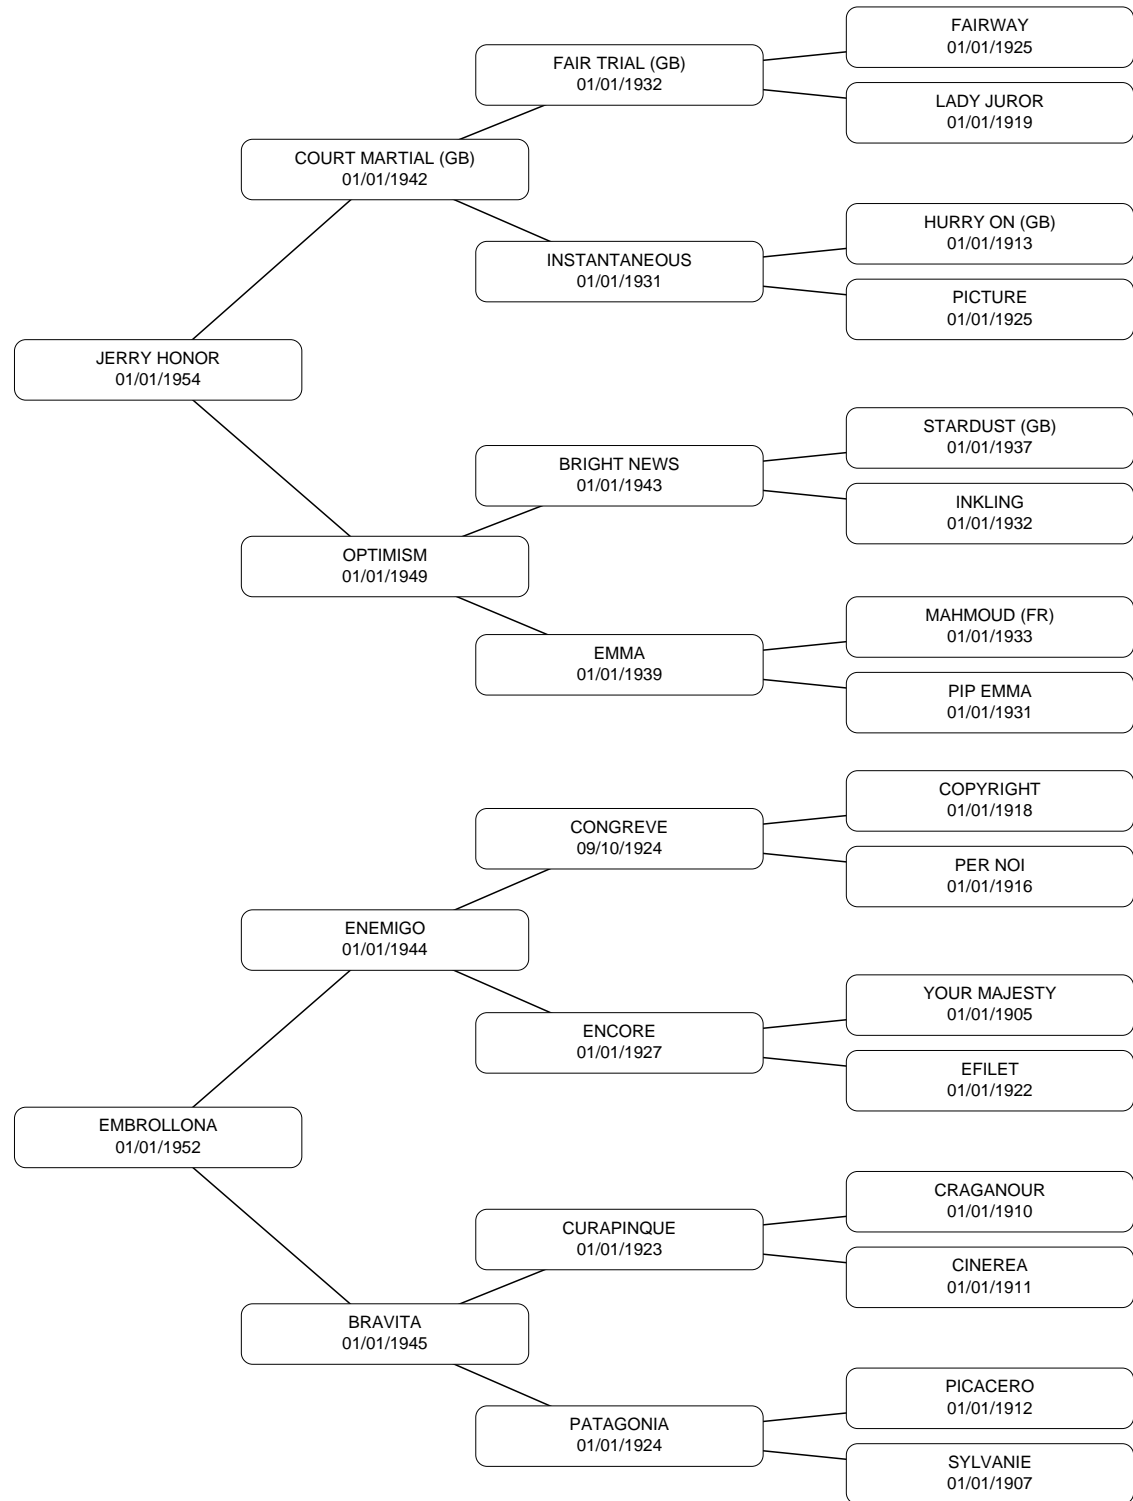 FAIRWAY
01/01/1925
FAIR TRIAL (GB)
01/01/1932
LADY JUROR
01/01/1919
COURT MARTIAL (GB)
01/01/1942
HURRY ON (GB)
01/01/1913
INSTANTANEOUS
01/01/1931
PICTURE
01/01/1925
JERRY HONOR
01/01/1954
STARDUST (GB)
01/01/1937
BRIGHT NEWS
01/01/1943
INKLING
01/01/1932
OPTIMISM
01/01/1949
MAHMOUD (FR)
01/01/1933
EMMA
01/01/1939
PIP EMMA
01/01/1931
COPYRIGHT
01/01/1918
CONGREVE
09/10/1924
PER NOI
01/01/1916
ENEMIGO
01/01/1944
YOUR MAJESTY
01/01/1905
ENCORE
01/01/1927
EFILET
01/01/1922
EMBROLLONA
01/01/1952
CRAGANOUR
01/01/1910
CURAPINQUE
01/01/1923
CINEREA
01/01/1911
BRAVITA
01/01/1945
PICACERO
01/01/1912
PATAGONIA
01/01/1924
SYLVANIE
01/01/1907